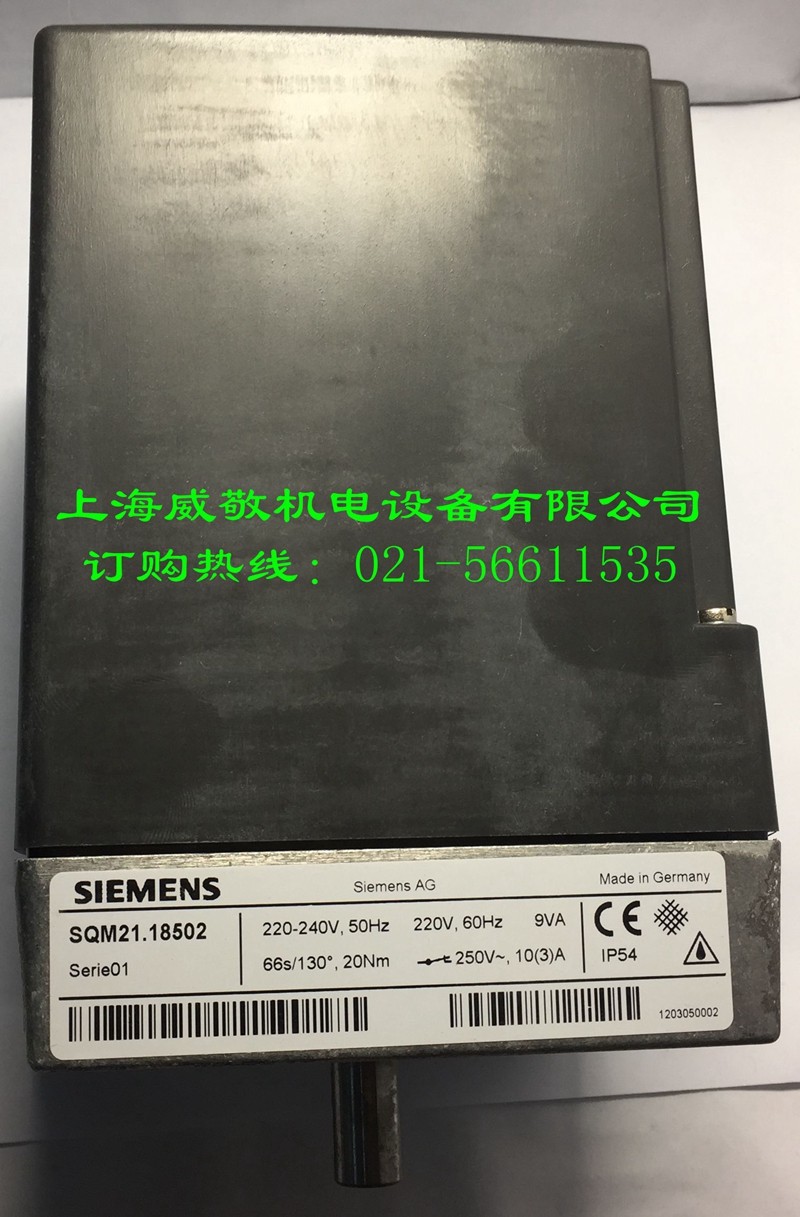 上海威敬机电设备有限公司
订购热线：021-56611535
SIEMENS
Siemens AG
Made in Germany
SQM21.18502
220-240V, 50Hz 220V, 60Hz 9VA
Serie01
66s/130°, 20Nm 250V~, 10(3)A
CE
IP54
1203050002